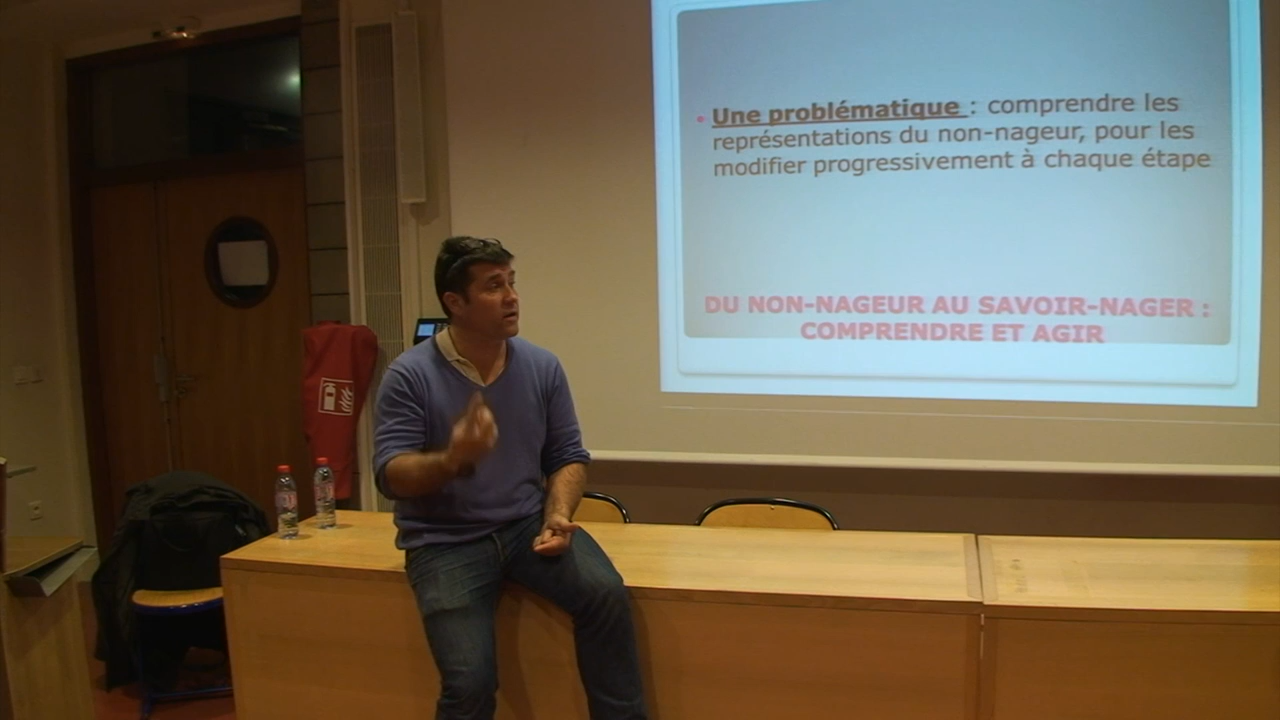 Une problématique : comprendre les
représentations du non-nageur, pour les
modifier progressivement à chaque étape
DU NON-NAGEUR AU SAVOIR-NAGER :
COMPRENDRE ET AGIR